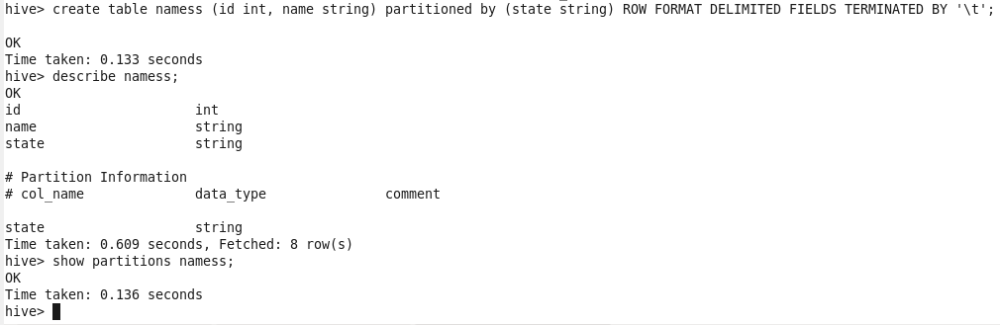 hive> create table namess (id int, name string) partitioned by (state string) ROW FORMAT DELIMITED FIELDS TERMINATED BY '\t';
OK
Time taken: 0.133 seconds
hive> describe namess;
OK
id                      int
name                    string
state                   string
# Partition Information
# col_name              data_type               comment
state                   string
Time taken: 0.609 seconds, Fetched: 8 row(s)
hive> show partitions namess;
OK
Time taken: 0.136 seconds
hive>